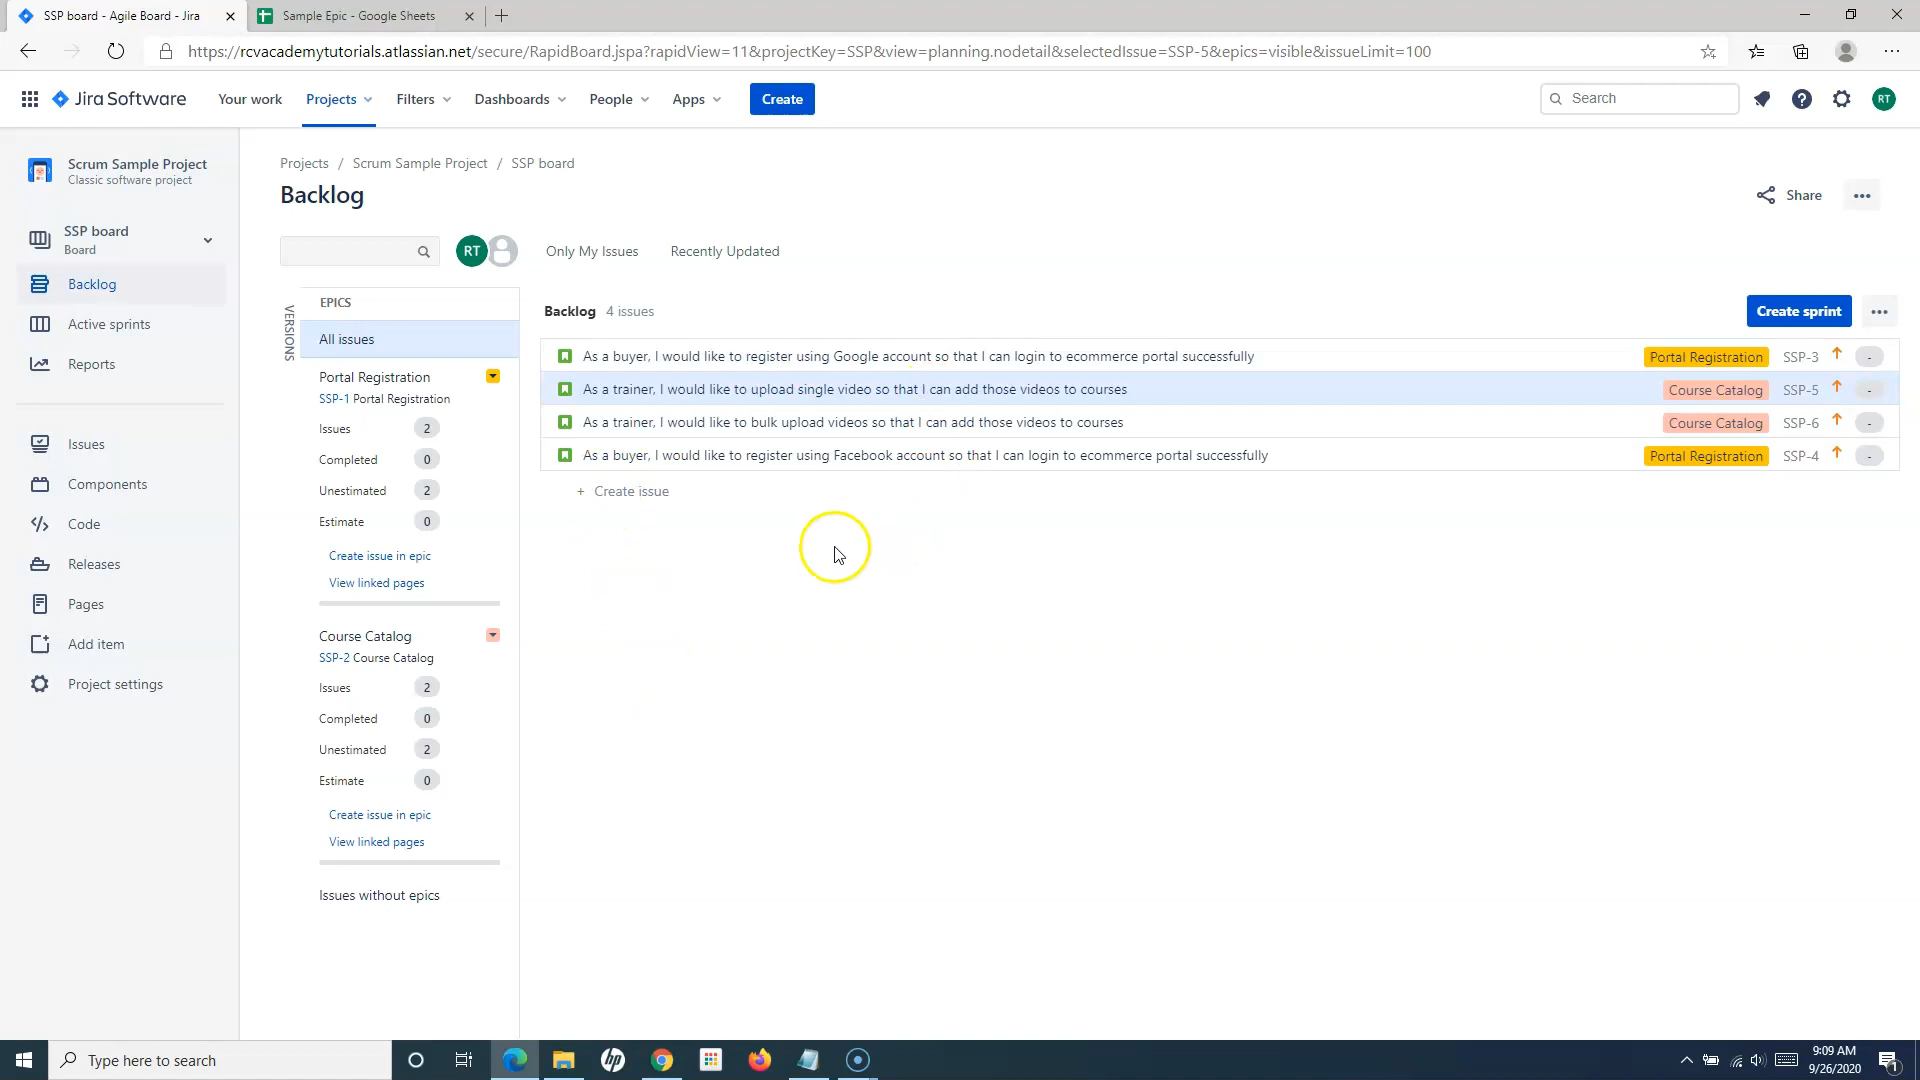 SSP board - Agile Board - Jira
Sample Epic - Google Sheets
https://rcvacademytutorials.atlassian.net/secure/RapidBoard.jspa?rapidView=11&projectKey=SSP&view=planning.nodetail&selectedIssue=SSP-5&epics=visible&issueLimit=100
Jira Software
Your work
Projects
Filters
Dashboards
People
Apps
Create
Search
RT
Scrum Sample Project
Classic software project
SSP board
Board
Backlog
Active sprints
Reports
Issues
Components
Code
Releases
Pages
Add item
Project settings
Projects / Scrum Sample Project / SSP board
Backlog
Share
RT
Only My Issues
Recently Updated
VERSIONS
EPICS
All issues
Portal Registration
SSP-1 Portal Registration
Issues 2
Completed 0
Unestimated 2
Estimate 0
Create issue in epic
View linked pages
Course Catalog
SSP-2 Course Catalog
Issues 2
Completed 0
Unestimated 2
Estimate 0
Create issue in epic
View linked pages
Issues without epics
Backlog 4 issues
Create sprint
As a buyer, I would like to register using Google account so that I can login to ecommerce portal successfully Portal Registration SSP-3 -
As a trainer, I would like to upload single video so that I can add those videos to courses Course Catalog SSP-5 -
As a trainer, I would like to bulk upload videos so that I can add those videos to courses Course Catalog SSP-6 -
As a buyer, I would like to register using Facebook account so that I can login to ecommerce portal successfully Portal Registration SSP-4 -
+ Create issue
Type here to search
hp
9:09 AM
9/26/2020
1